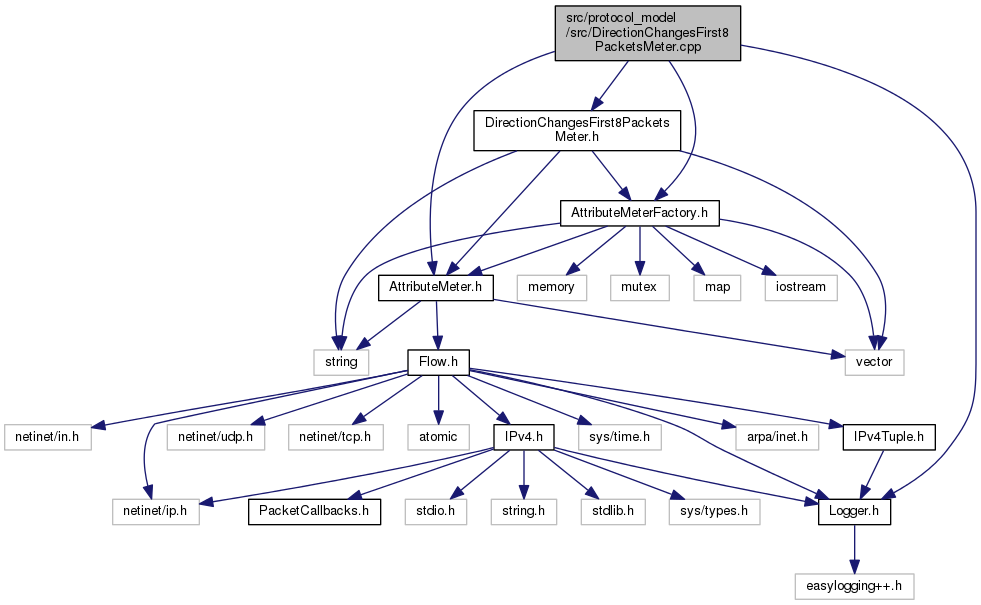 src/protocol_model
/src/DirectionChangesFirst8
PacketsMeter.cpp
DirectionChangesFirst8Packets
Meter.h
AttributeMeterFactory.h
AttributeMeter.h
memory
mutex
map
iostream
string
Flow.h
vector
netinet/in.h
netinet/udp.h
netinet/tcp.h
atomic
IPv4.h
sys/time.h
arpa/inet.h
IPv4Tuple.h
netinet/ip.h
PacketCallbacks.h
stdio.h
string.h
stdlib.h
sys/types.h
Logger.h
easylogging++.h